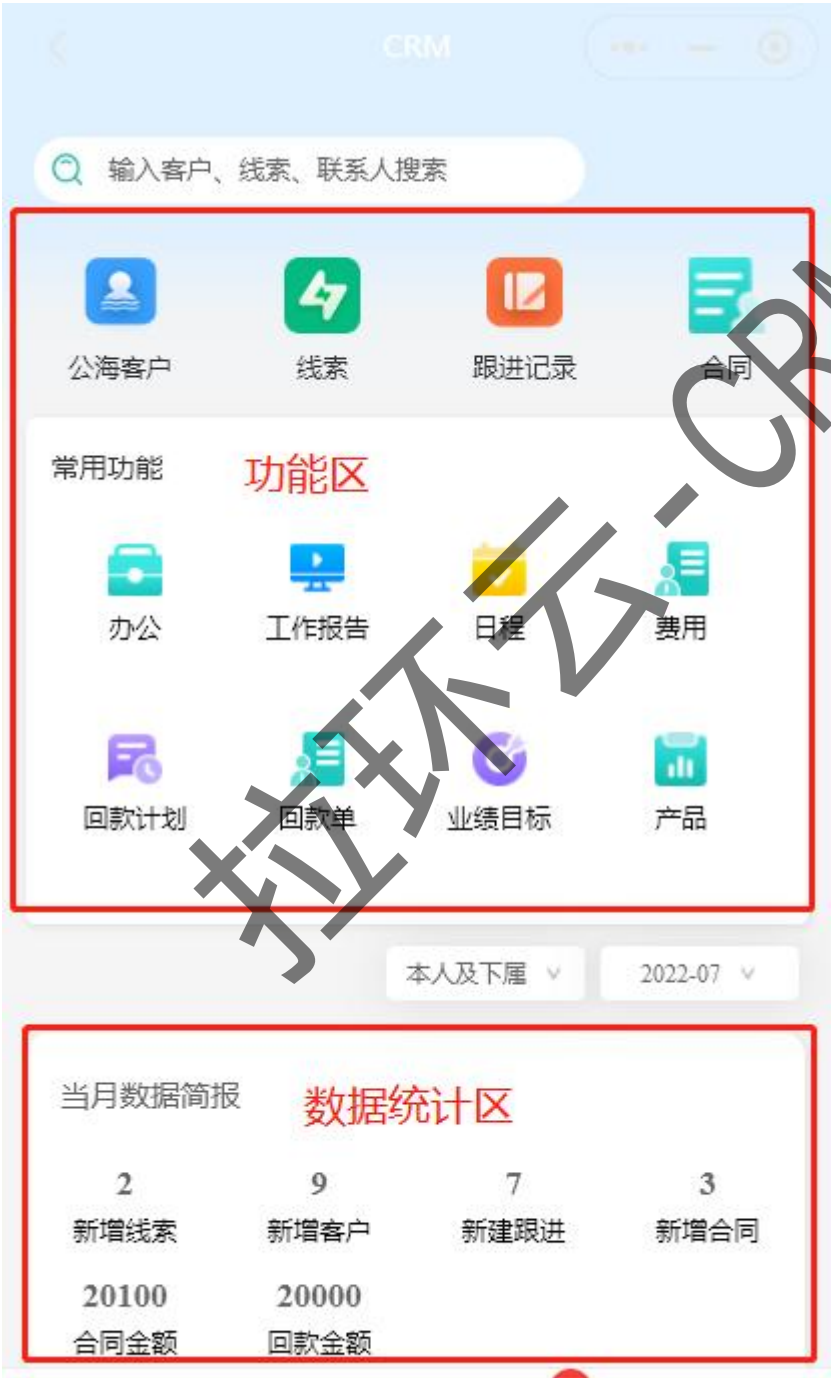 CRM
输入客户、线索、联系人搜索
公海客户 线索 跟进记录 合同
常用功能 功能区
办公 工作报告 日程 费用
回款计划 回款单 业绩目标 产品
本人及下属 2022-07
当月数据简报 数据统计区
2 9 7 3
新增线索 新增客户 新建跟进 新增合同
20100 20000
合同金额 回款金额
拉环云-CRM